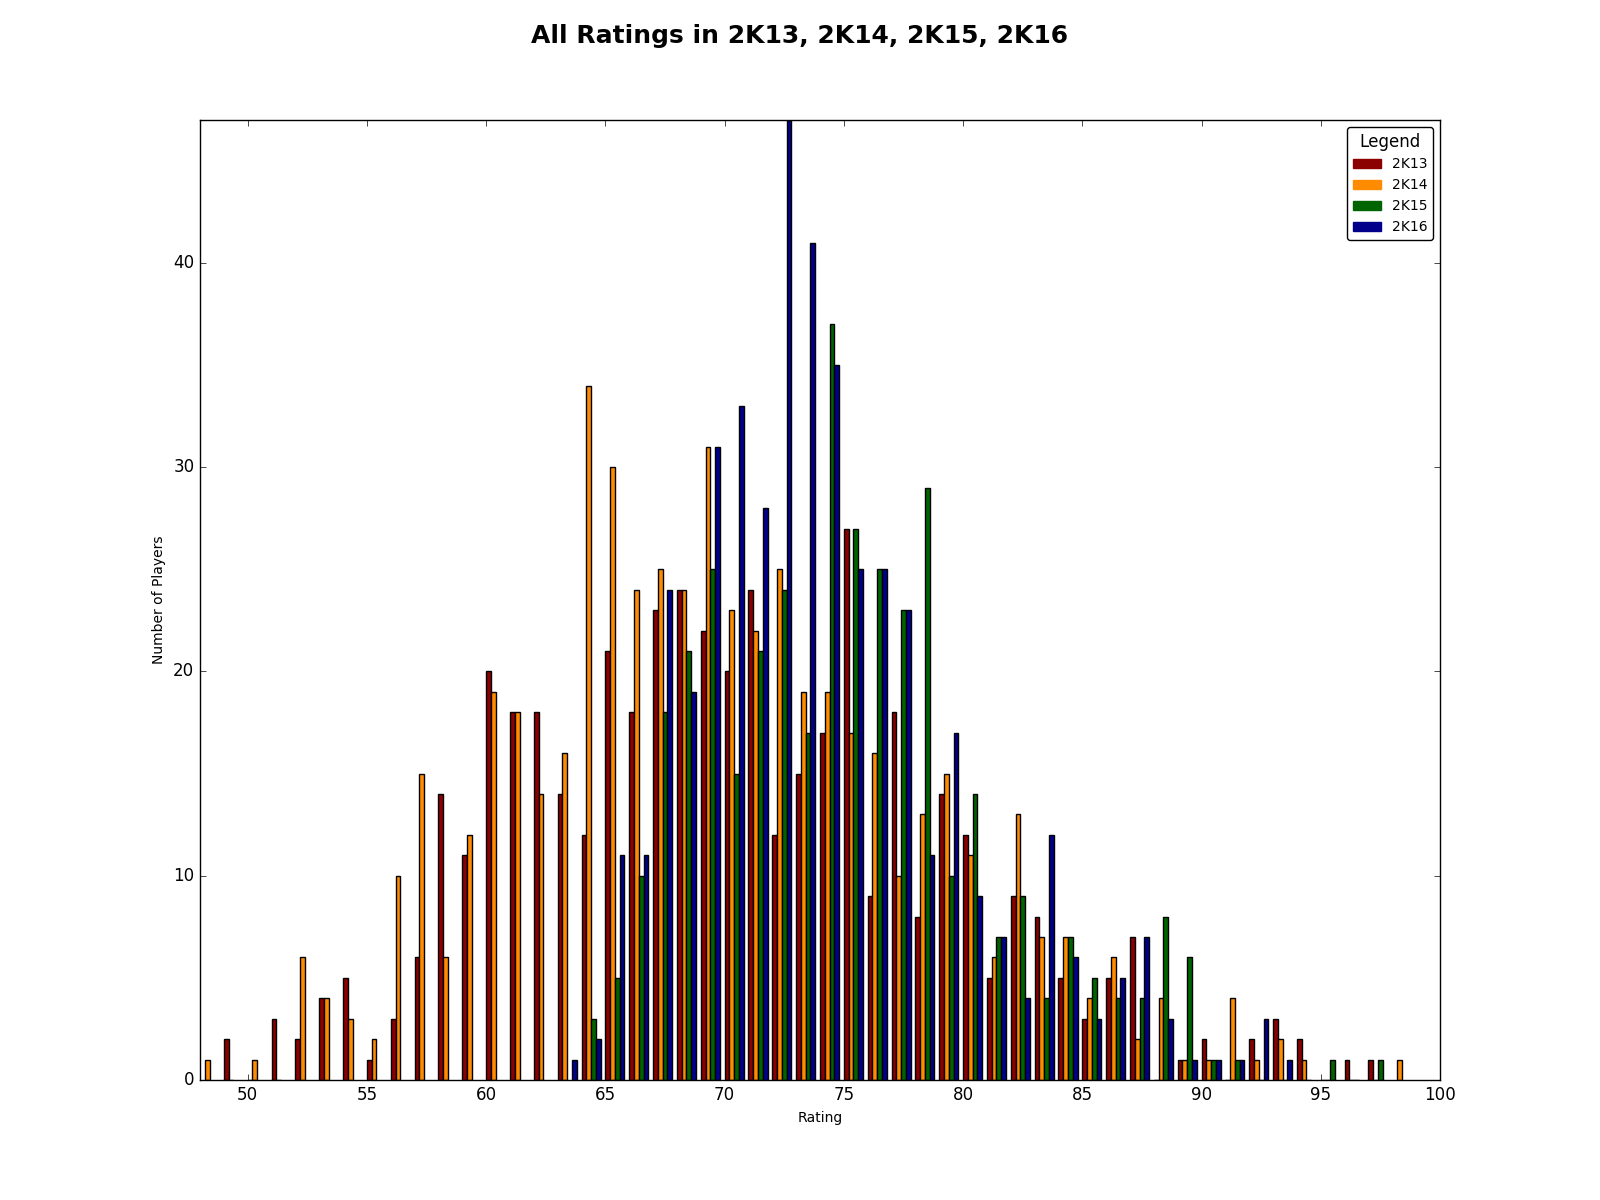 All Ratings in 2K13, 2K14, 2K15, 2K16
Legend
2K13
2K14
2K15
2K16
40
30
20
10
0
Number of Players
50 55 60 65 70 75 80 85 90 95 100
Rating